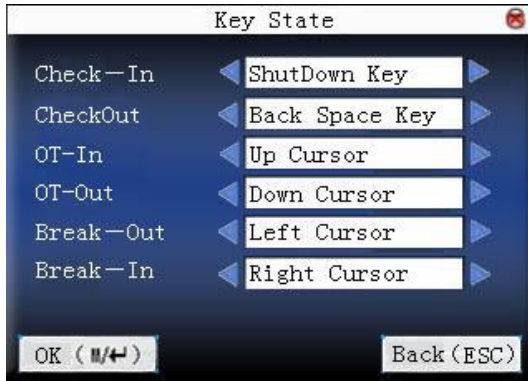 Key State
Check—In ShutDown Key
CheckOut Back Space Key
OT-In Up Cursor
OT-Out Down Cursor
Break—Out Left Cursor
Break—In Right Cursor
OK (M/↵) Back(ESC)